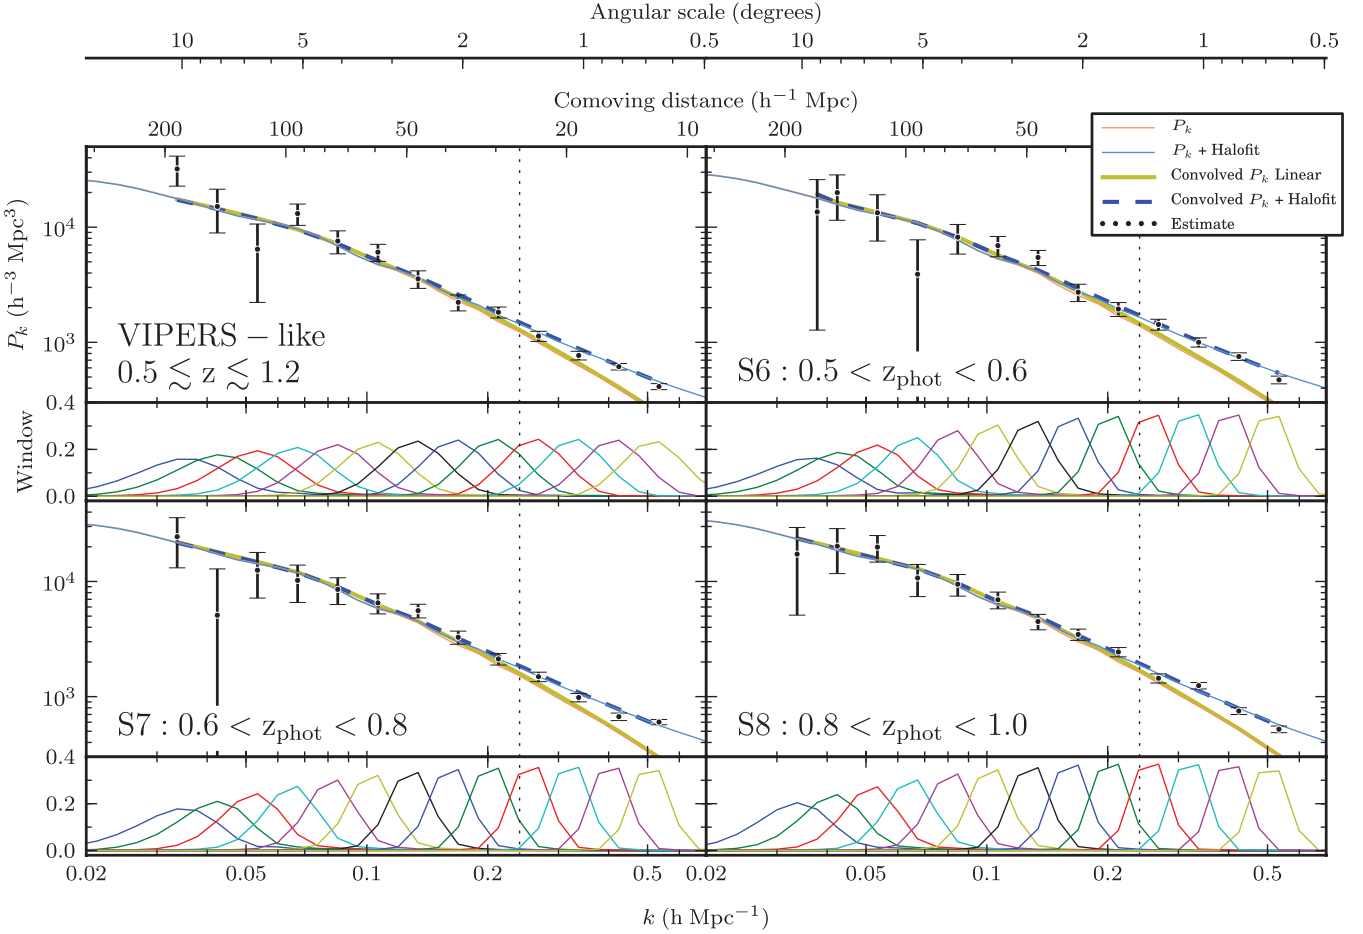 Angular scale (degrees)
10 5 2 1 0.5 10 5 2 1 0.5
Comoving distance (h⁻¹ Mpc)
200 100 50 20 10 200 100 50
P_k
P_k + Halofit
Convolved P_k Linear
Convolved P_k + Halofit
Estimate
P_k (h⁻³ Mpc³)
10⁴
10³
0.4
VIPERS – like
0.5 ≲ z ≲ 1.2
S6 : 0.5 < z_phot < 0.6
Window
0.2
0.0
10⁴
10³
0.4
S7 : 0.6 < z_phot < 0.8
S8 : 0.8 < z_phot < 1.0
0.2
0.0
0.02 0.05 0.1 0.2 0.5 0.02 0.05 0.1 0.2 0.5
k (h Mpc⁻¹)